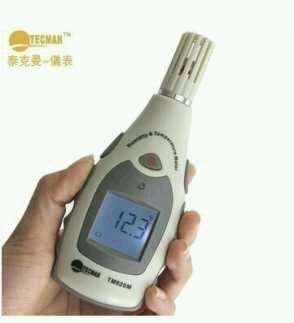 TECMAN™
泰克曼-儀表
Humidity & Temperature Meter
12.3
TECMAN TM820M